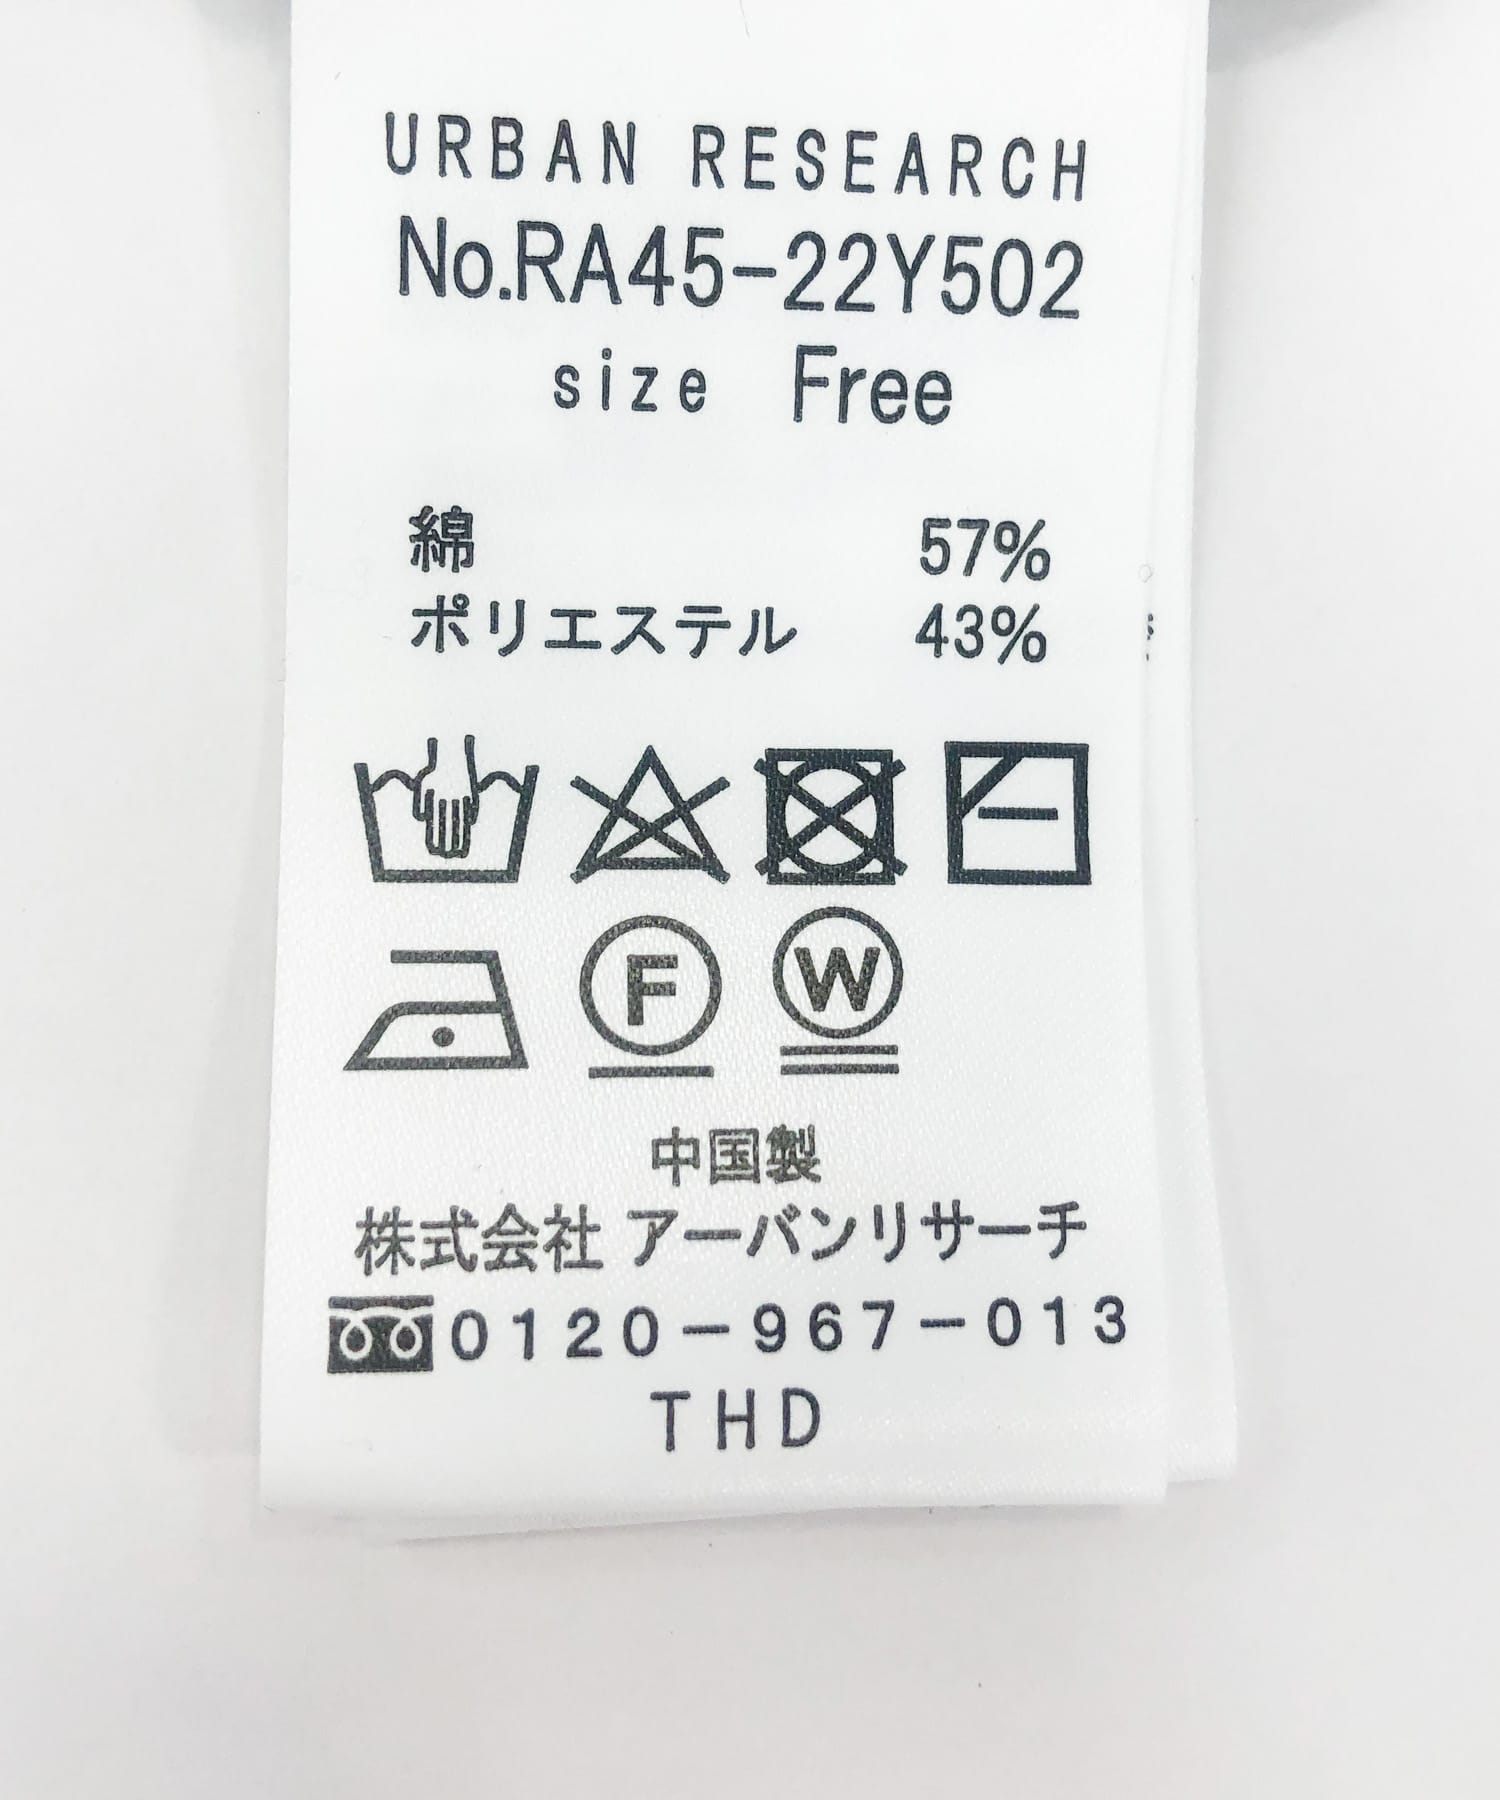 URBAN RESEARCH
No.RA45-22Y502
size Free
綿 57%
ポリエステル 43%
F W
中国製
株式会社 アーバンリサーチ
0120-967-013
THD